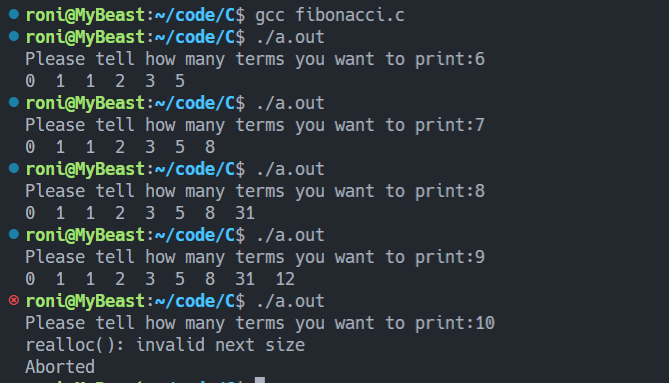 roni@MyBeast:~/code/C$ gcc fibonacci.c
roni@MyBeast:~/code/C$ ./a.out
Please tell how many terms you want to print:6
0  1  1  2  3  5
roni@MyBeast:~/code/C$ ./a.out
Please tell how many terms you want to print:7
0  1  1  2  3  5  8
roni@MyBeast:~/code/C$ ./a.out
Please tell how many terms you want to print:8
0  1  1  2  3  5  8  31
roni@MyBeast:~/code/C$ ./a.out
Please tell how many terms you want to print:9
0  1  1  2  3  5  8  31  12
roni@MyBeast:~/code/C$ ./a.out
Please tell how many terms you want to print:10
realloc(): invalid next size
Aborted
roni@MyBeast:~/code/C$